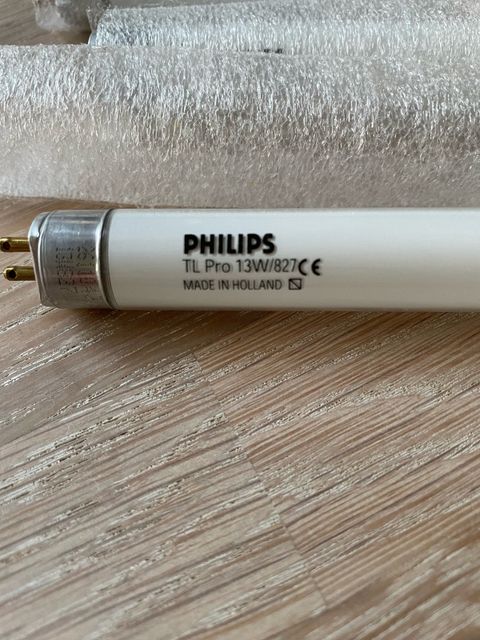 PHILIPS
TL Pro 13W/827 CE
MADE IN HOLLAND